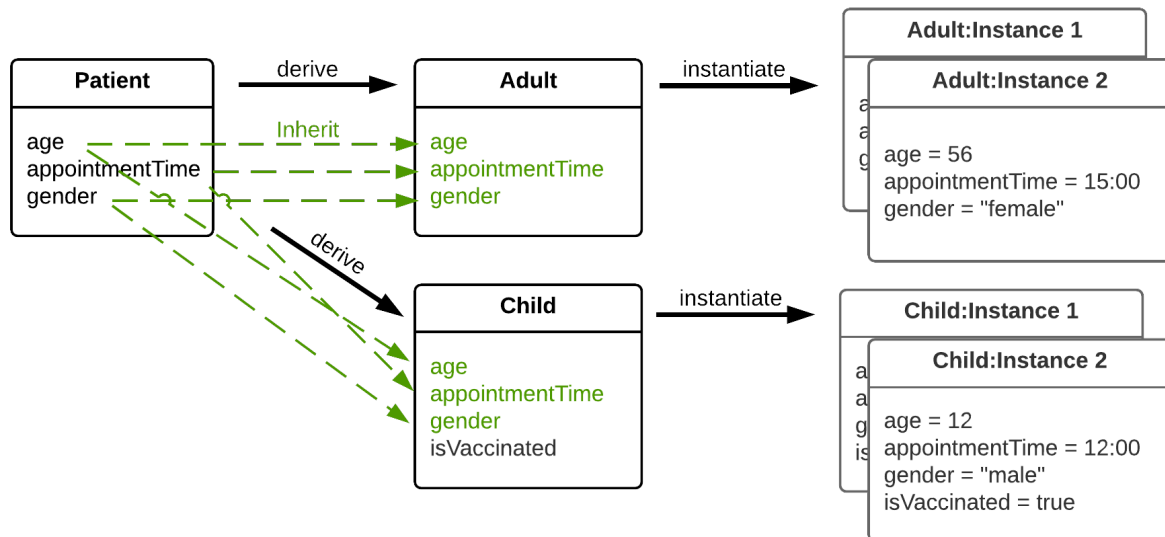 Patient
age
appointmentTime
gender
derive
Inherit
derive
Adult
age
appointmentTime
gender
instantiate
Adult:Instance 1
Adult:Instance 2
age = 56
appointmentTime = 15:00
gender = "female"
Child
age
appointmentTime
gender
isVaccinated
instantiate
Child:Instance 1
Child:Instance 2
age = 12
appointmentTime = 12:00
gender = "male"
isVaccinated = true